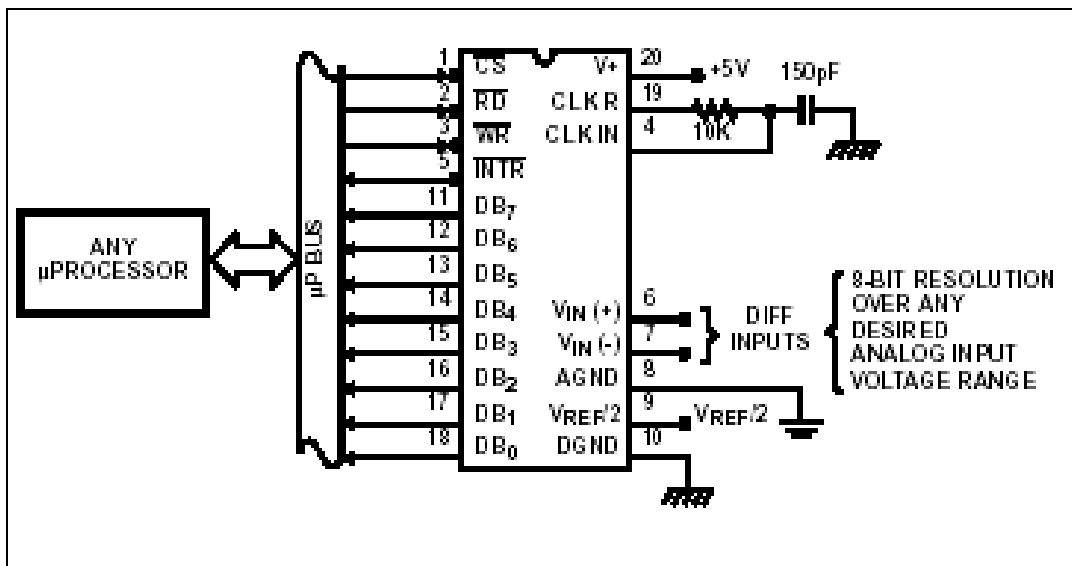 ANY
µPROCESSOR
µP BUS
1
2
3
5
11
12
13
14
15
16
17
18
CS
RD
WR
INTR
DB7
DB6
DB5
DB4
DB3
DB2
DB1
DB0
V+
CLK R
CLK IN
VIN (+)
VIN (-)
AGND
VREF/2
DGND
20
19
4
6
7
8
9
10
+5V
150pF
10K
DIFF
INPUTS
VREF/2
8-BIT RESOLUTION
OVER ANY
DESIRED
ANALOG INPUT
VOLTAGE RANGE